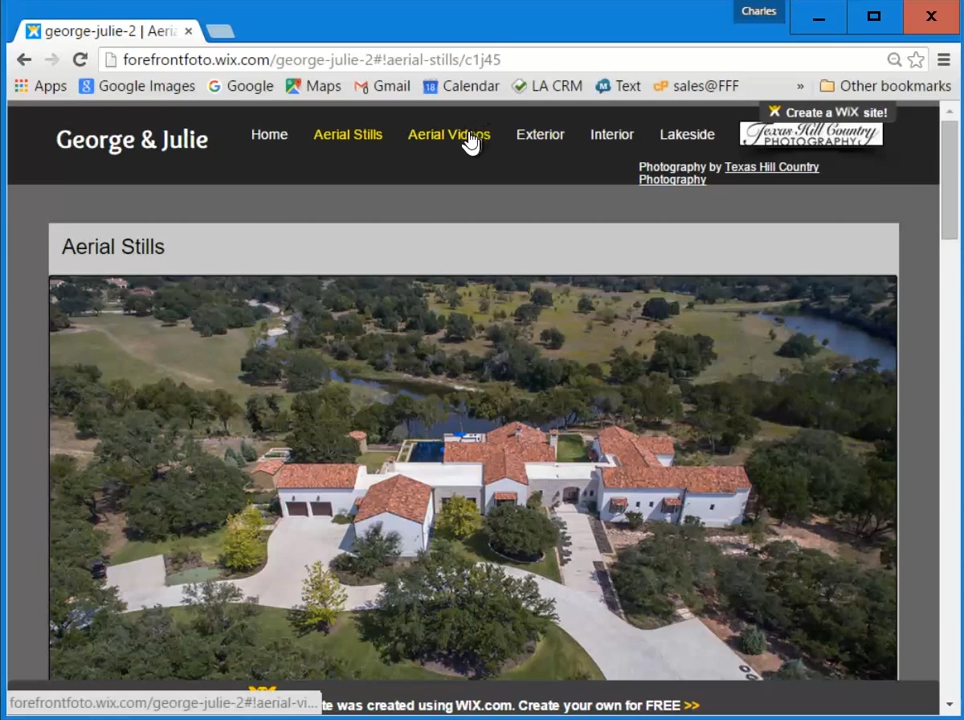 Charles
george-julie-2 | Aeria
forefrontfoto.wix.com/george-julie-2#!aerial-stills/c1j45
Apps Google Images Google Maps Gmail Calendar LA CRM Text sales@FFF » Other bookmarks
Create a WiX site!
George & Julie Home Aerial Stills Aerial Videos Exterior Interior Lakeside Texas Hill Country
PHOTOGRAPHY
Photography by Texas Hill Country
Photography
Aerial Stills
forefrontfoto.wix.com/george-julie-2#!aerial-vi...
te was created using WIX.com. Create your own for FREE >>